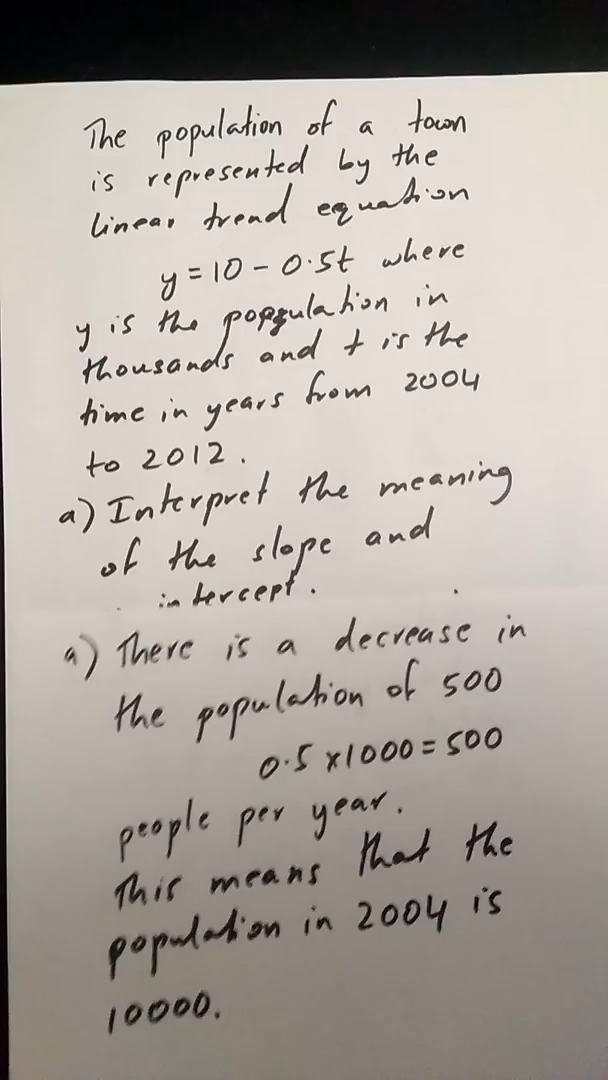 The population of a town
is represented by the
linear trend equation
y = 10 - 0.5t where
y is the population in
thousands and t is the
time in years from 2004
to 2012.
a) Interpret the meaning
of the slope and
intercept.
a) There is a decrease in
the population of 500
0.5 x 1000 = 500
people per year.
This means that the
population in 2004 is
10000.